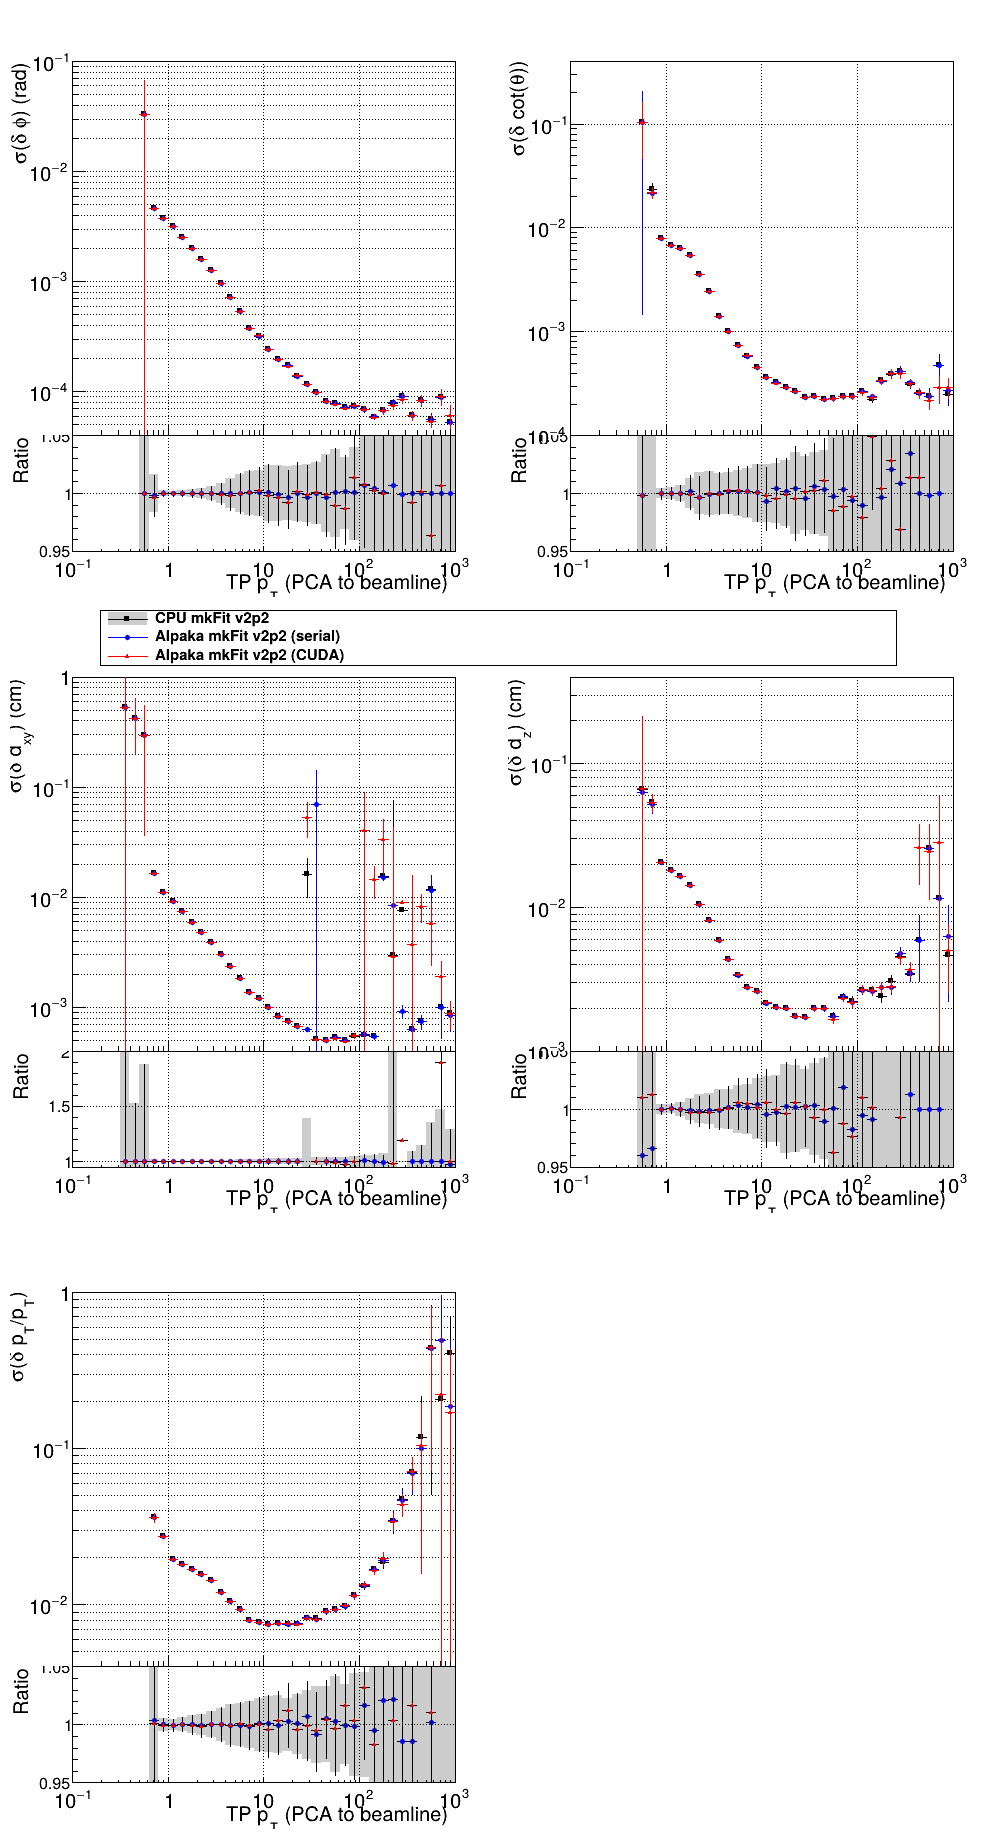 σ(δ φ) (rad)
10⁻¹
10⁻²
10⁻³
10⁻⁴
Ratio
1.05
1
0.95
10⁻¹ 1 10 10² 10³
TP p_T (PCA to beamline)
σ(δ cot(θ))
10⁻¹
10⁻²
10⁻³
10⁻⁴
Ratio
1
0.95
10⁻¹ 1 10 10² 10³
TP p_T (PCA to beamline)
CPU mkFit v2p2
Alpaka mkFit v2p2 (serial)
Alpaka mkFit v2p2 (CUDA)
σ(δ d_xy) (cm)
1
10⁻¹
10⁻²
10⁻³
Ratio
2
1.5
1
10⁻¹ 1 10 10² 10³
TP p_T (PCA to beamline)
σ(δ d_z) (cm)
10⁻¹
10⁻²
10⁻³
Ratio
1
0.95
10⁻¹ 1 10 10² 10³
TP p_T (PCA to beamline)
σ(δ p_T/p_T)
1
10⁻¹
10⁻²
Ratio
1.05
1
0.95
10⁻¹ 1 10 10² 10³
TP p_T (PCA to beamline)